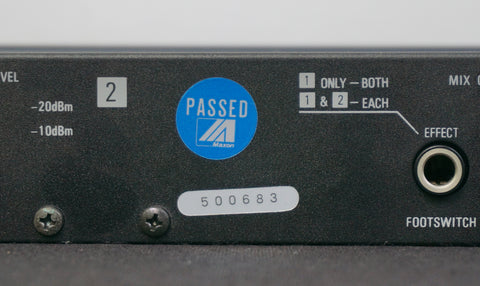 VEL
–20dBm
–10dBm
2
PASSED
Maxon
500683
1 ONLY – BOTH
1 & 2 – EACH
MIX
EFFECT
FOOTSWITCH